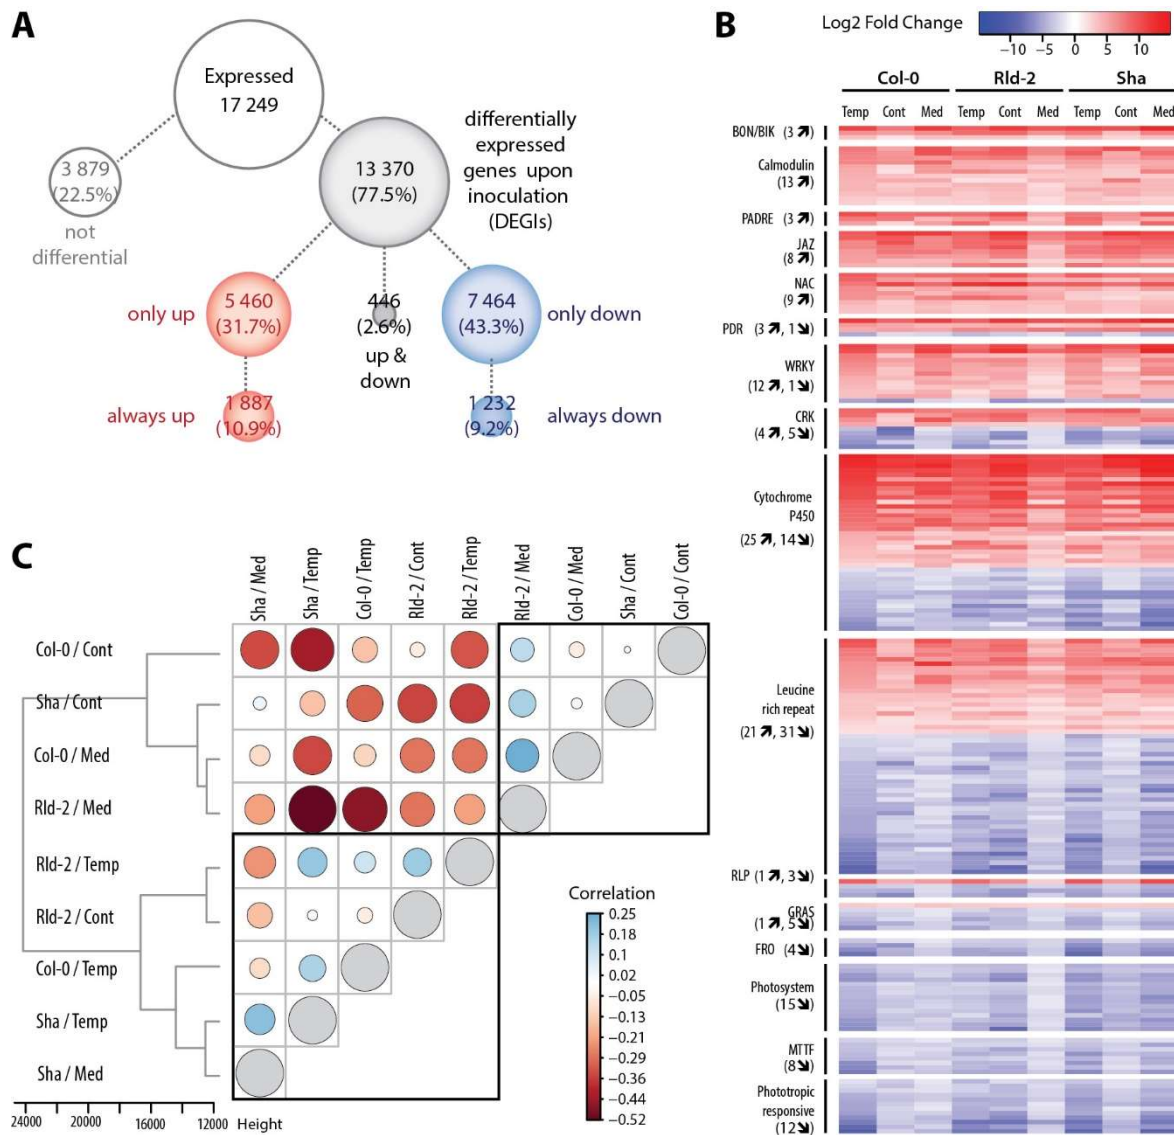 A
Expressed
17 249
3 879
(22.5%)
not
differential
13 370
(77.5%)
differentially
expressed
genes upon
inoculation
(DEGIs)
only up
5 460
(31.7%)
446
(2.6%)
up &
down
7 464
(43.3%)
only down
always up
1 887
(10.9%)
1 232
(9.2%)
always down
B
Log2 Fold Change
−10 −5 0 5 10
Col-0 Rld-2 Sha
Temp Cont Med Temp Cont Med Temp Cont Med
BON/BIK (3 ↗)
Calmodulin
(13 ↗)
PADRE (3 ↗)
JAZ
(8 ↗)
NAC
(9 ↗)
PDR (3 ↗, 1 ↘)
WRKY
(12 ↗, 1 ↘)
CRK
(4 ↗, 5 ↘)
Cytochrome
P450
(25 ↗, 14 ↘)
Leucine
rich repeat
(21 ↗, 31 ↘)
RLP (1 ↗, 3 ↘)
GRAS
(1 ↗, 5 ↘)
FRO (4 ↘)
Photosystem
(15 ↘)
MTTF
(8 ↘)
Phototropic
responsive
(12 ↘)
C
Sha / Med
Sha / Temp
Col-0 / Temp
Rld-2 / Cont
Rld-2 / Temp
Rld-2 / Med
Col-0 / Med
Sha / Cont
Col-0 / Cont
Col-0 / Cont
Sha / Cont
Col-0 / Med
Rld-2 / Med
Rld-2 / Temp
Rld-2 / Cont
Col-0 / Temp
Sha / Temp
Sha / Med
24000 20000 16000 12000 Height
Correlation
0.25
0.18
0.10
0.02
−0.05
−0.13
−0.21
−0.29
−0.36
−0.44
−0.52